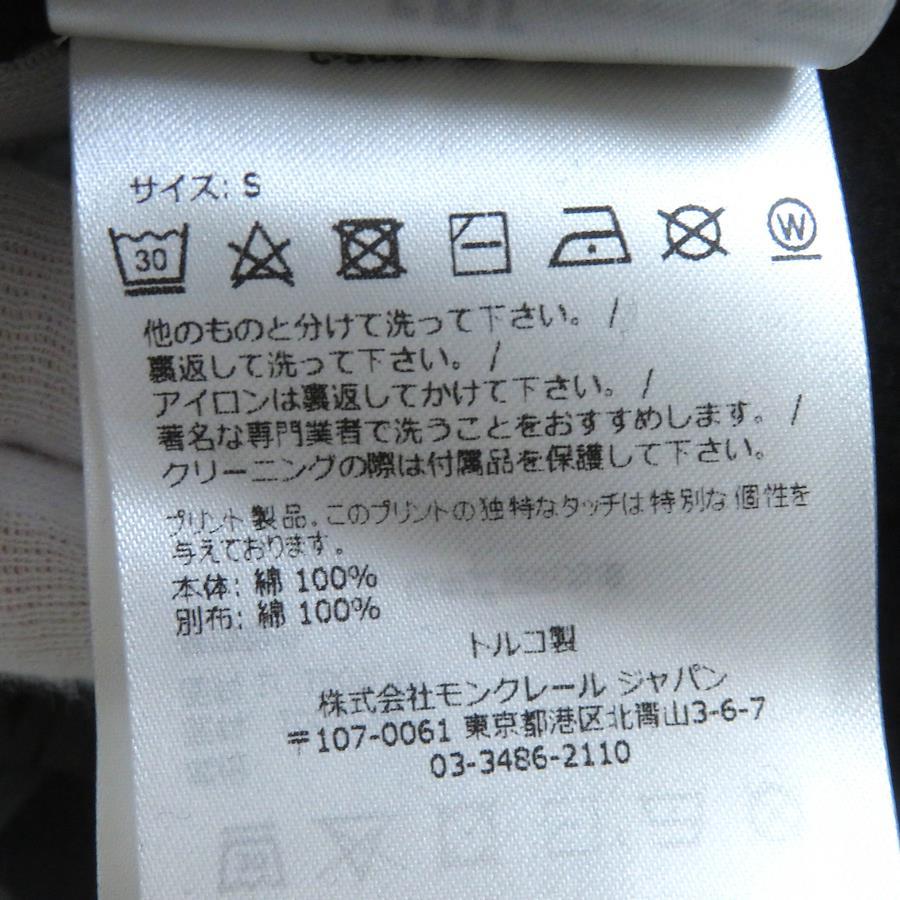 サイズ: S
30
W
他のものと分けて洗って下さい。 /
裏返して洗って下さい。 /
アイロンは裏返してかけて下さい。 /
著名な専門業者で洗うことをおすすめします。 /
クリーニングの際は付属品を保護して下さい。
プリント製品。このプリントの独特なタッチは特別な個性を
与えております。
本体: 綿 100%
別布: 綿 100%
トルコ製
株式会社モンクレール ジャパン
〒107-0061 東京都港区北青山3-6-7
03-3486-2110